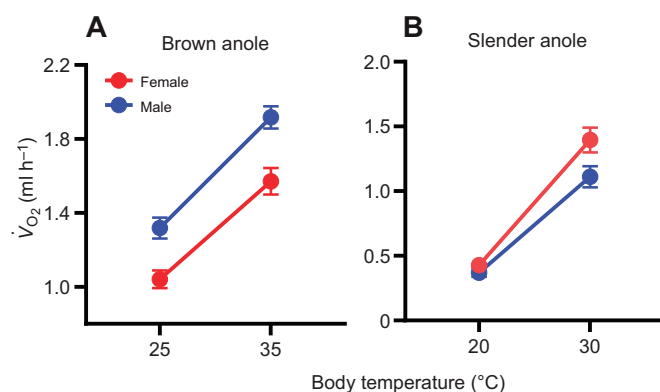 A
Brown anole
Female
Male
2.2
1.8
1.4
1.0
25
35
V̇O₂ (ml h⁻¹)
B
Slender anole
2.0
1.5
1.0
0.5
0
20
30
Body temperature (°C)